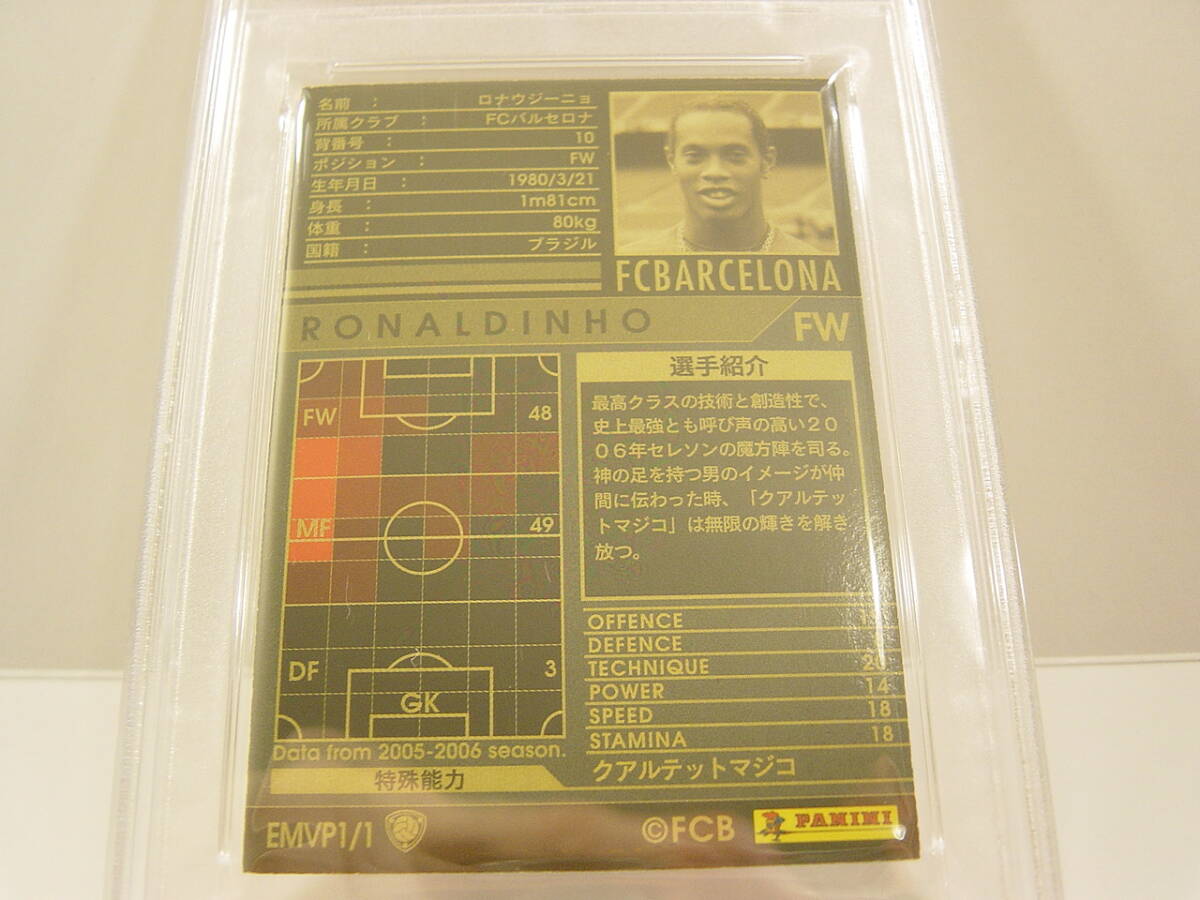 名前 : ロナウジーニョ
所属クラブ : FCバルセロナ
背番号 : 10
ポジション : FW
生年月日 : 1980/3/21
身長 : 1m81cm
体重 : 80kg
国籍 : ブラジル
FCBARCELONA
RONALDINHO
FW
FW 48
MF 49
DF 3
GK
Data from 2005-2006 season.
選手紹介
最高クラスの技術と創造性で、
史上最強とも呼び声の高い２０
０６年セレソンの魔方陣を司る。
神の足を持つ男のイメージが仲
間に伝わった時、「クアルテッ
トマジコ」は無限の輝きを解き
放つ。
OFFENCE
DEFENCE
TECHNIQUE 20
POWER 14
SPEED 18
STAMINA 18
特殊能力
クアルテットマジコ
EMVP1/1
©FCB
PANINI